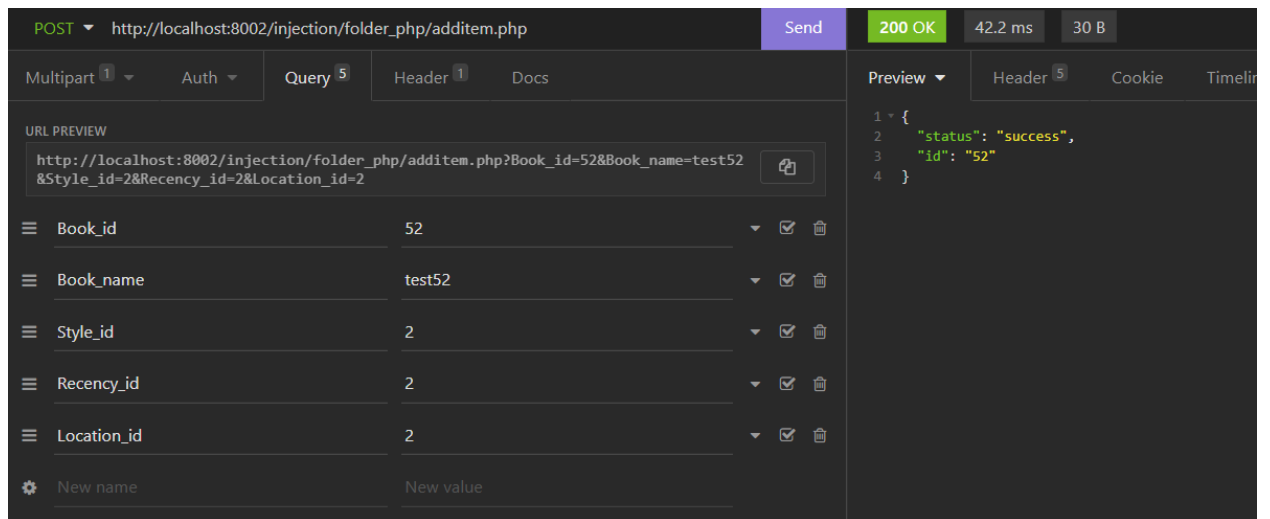 POST http://localhost:8002/injection/folder_php/additem.php Send 200 OK 42.2 ms 30 B
Multipart 1 Auth Query 5 Header 1 Docs Preview Header 5 Cookie
URL PREVIEW
http://localhost:8002/injection/folder_php/additem.php?Book_id=52&Book_name=test52
&Style_id=2&Recency_id=2&Location_id=2
Book_id 52
Book_name test52
Style_id 2
Recency_id 2
Location_id 2
New name New value
1 {
2 "status": "success",
3 "id": "52"
4 }